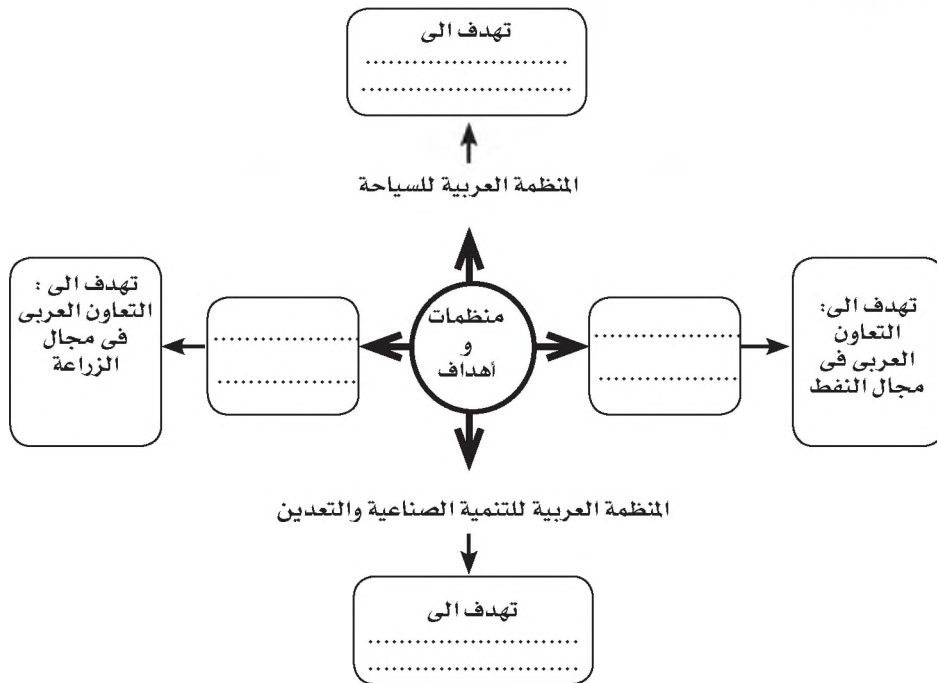 تهدف الى
..............................
..............................
المنظمة العربية للسياحة
منظمات
و
أهداف
....................
....................
تهدف الى:
التعاون
العربى فى
مجال النفط
....................
....................
تهدف الى :
التعاون العربى
فى مجال
الزراعة
المنظمة العربية للتنمية الصناعية والتعدين
تهدف الى
..............................
..............................